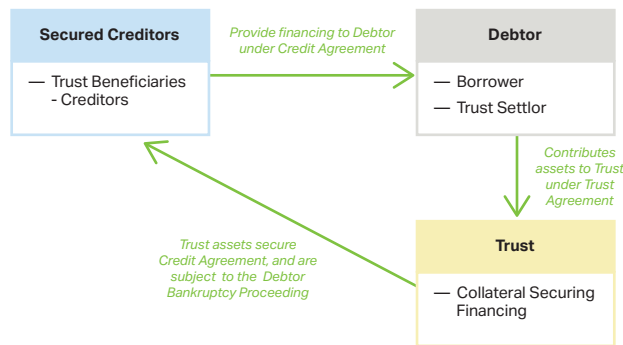 Secured Creditors
— Trust Beneficiaries
- Creditors
Provide financing to Debtor
under Credit Agreement
Debtor
— Borrower
— Trust Settlor
Contributes
assets to Trust
under Trust
Agreement
Trust
— Collateral Securing
Financing
Trust assets secure
Credit Agreement, and are
subject to the Debtor
Bankruptcy Proceeding